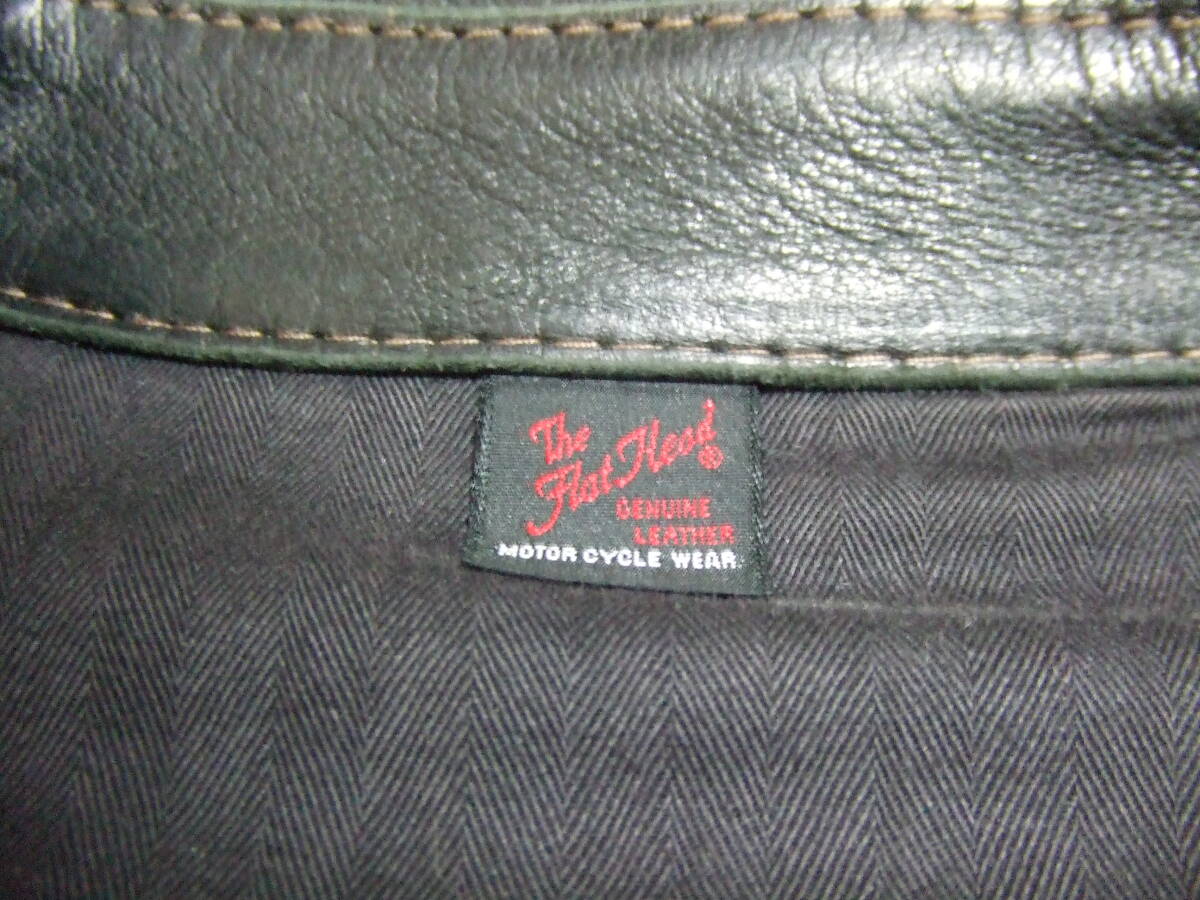 The
Flat Head®
GENUINE
LEATHER
MOTOR CYCLE WEAR